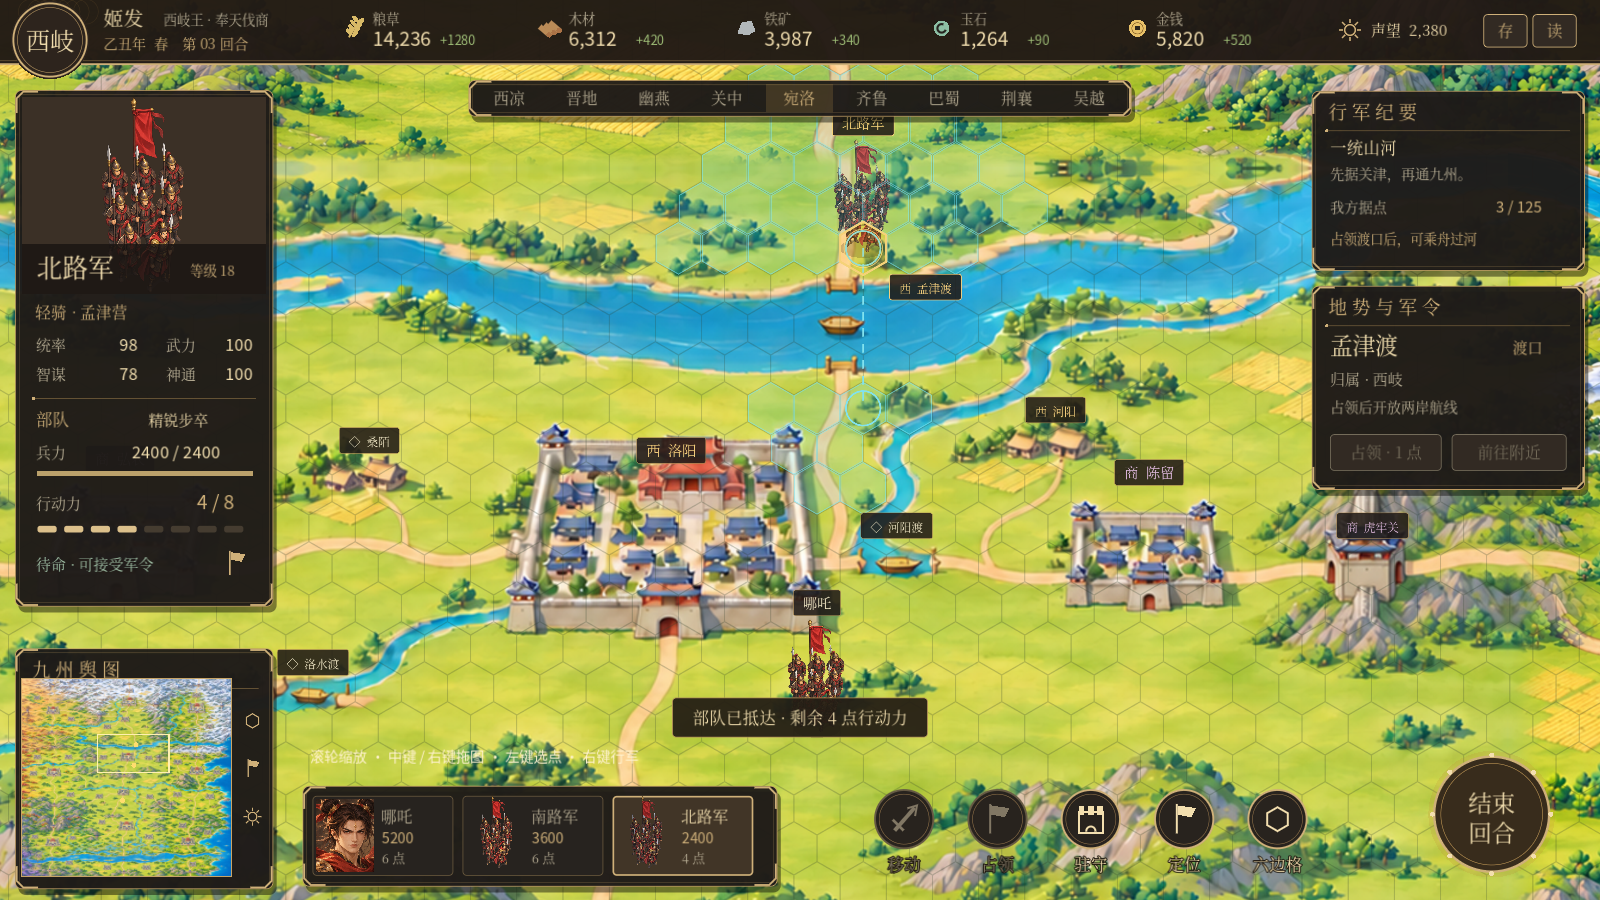 西岐
姬发 西岐王·奉天伐商
乙丑年 春 第 03 回合
粮草
14,236 +1280
木材
6,312 +420
铁矿
3,987 +340
玉石
1,264 +90
金钱
5,820 +520
声望 2,380
存 读
西凉 晋地 幽燕 关中 宛洛 齐鲁 巴蜀 荆襄 吴越
北路军
北路军 等级 18
轻骑·孟津营
统率 98 武力 100
智谋 78 神通 100
部队 精锐步卒
兵力 2400 / 2400
行动力 4 / 8
待命·可接受军令
行军纪要
一统山河
先据关津，再通九州。
我方据点 3 / 125
占领渡口后，可乘舟过河
地势与军令
孟津渡 渡口
归属·西岐
占领后开放两岸航线
占领·1 点 前往附近
西 孟津渡
西 河阳
桑陌
西 洛阳
商 陈留
河阳渡
商 虎牢关
哪吒
洛水渡
九州舆图
部队已抵达·剩余 4 点行动力
滚轮缩放 · 中键 / 右键拖图 · 左键选点 / 右键行军
哪吒
5200
6 点
南路军
3600
6 点
北路军
2400
4 点
移动 占领 驻守 定位 六边格
结束
回合